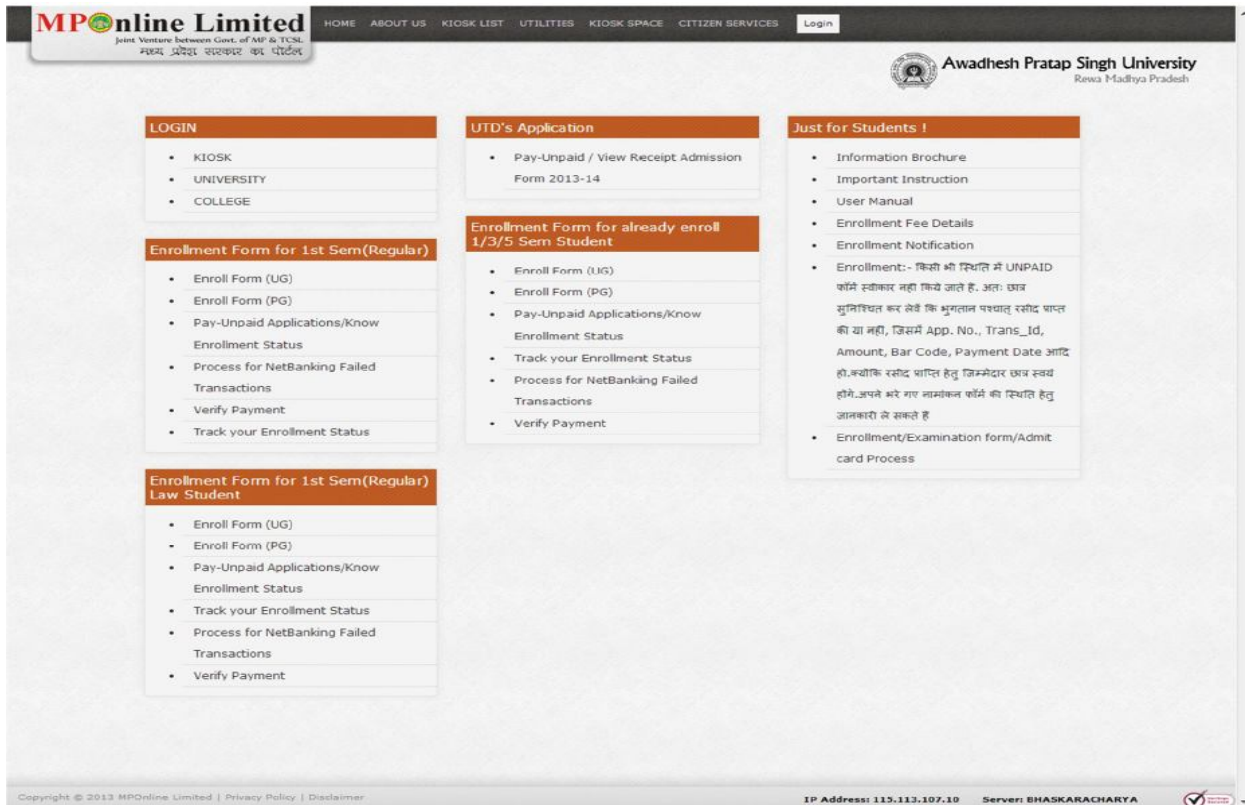 MPOnline Limited
Joint Venture between Govt. of MP & TCSL
मध्य प्रदेश सरकार का पोर्टल
HOME ABOUT US KIOSK LIST UTILITIES KIOSK SPACE CITIZEN SERVICES Login
Awadhesh Pratap Singh University
Rewa Madhya Pradesh
LOGIN
KIOSK
UNIVERSITY
COLLEGE
Enrollment Form for 1st Sem(Regular)
Enroll Form (UG)
Enroll Form (PG)
Pay-Unpaid Applications/Know
Enrollment Status
Process for NetBanking Failed
Transactions
Verify Payment
Track your Enrollment Status
Enrollment Form for 1st Sem(Regular)
Law Student
Enroll Form (UG)
Enroll Form (PG)
Pay-Unpaid Applications/Know
Enrollment Status
Track your Enrollment Status
Process for NetBanking Failed
Transactions
Verify Payment
UTD's Application
Pay-Unpaid / View Receipt Admission
Form 2013-14
Enrollment Form for already enroll
1/3/5 Sem Student
Enroll Form (UG)
Enroll Form (PG)
Pay-Unpaid Applications/Know
Enrollment Status
Track your Enrollment Status
Process for NetBanking Failed
Transactions
Verify Payment
Just for Students !
Information Brochure
Important Instruction
User Manual
Enrollment Fee Details
Enrollment Notification
Enrollment:- किसी भी स्थिति में UNPAID
फॉर्म स्वीकार नही किये जाते हैं. अतः छात्र
सुनिश्चित कर लेवें कि भुगतान पश्चात् रसीद प्राप्त
की या नही, जिसमें App. No., Trans_Id,
Amount, Bar Code, Payment Date आदि
हो.क्योंकि रसीद प्राप्ति हेतु जिम्मेदार छात्र स्वयं
होंगे.अपने भरे गए नामांकन फॉर्म की स्थिति हेतु
जानकारी ले सकते हैं
Enrollment/Examination form/Admit
card Process
Copyright © 2013 MPOnline Limited | Privacy Policy | Disclaimer
IP Address: 115.113.107.10 Server: BHASKARACHARYA